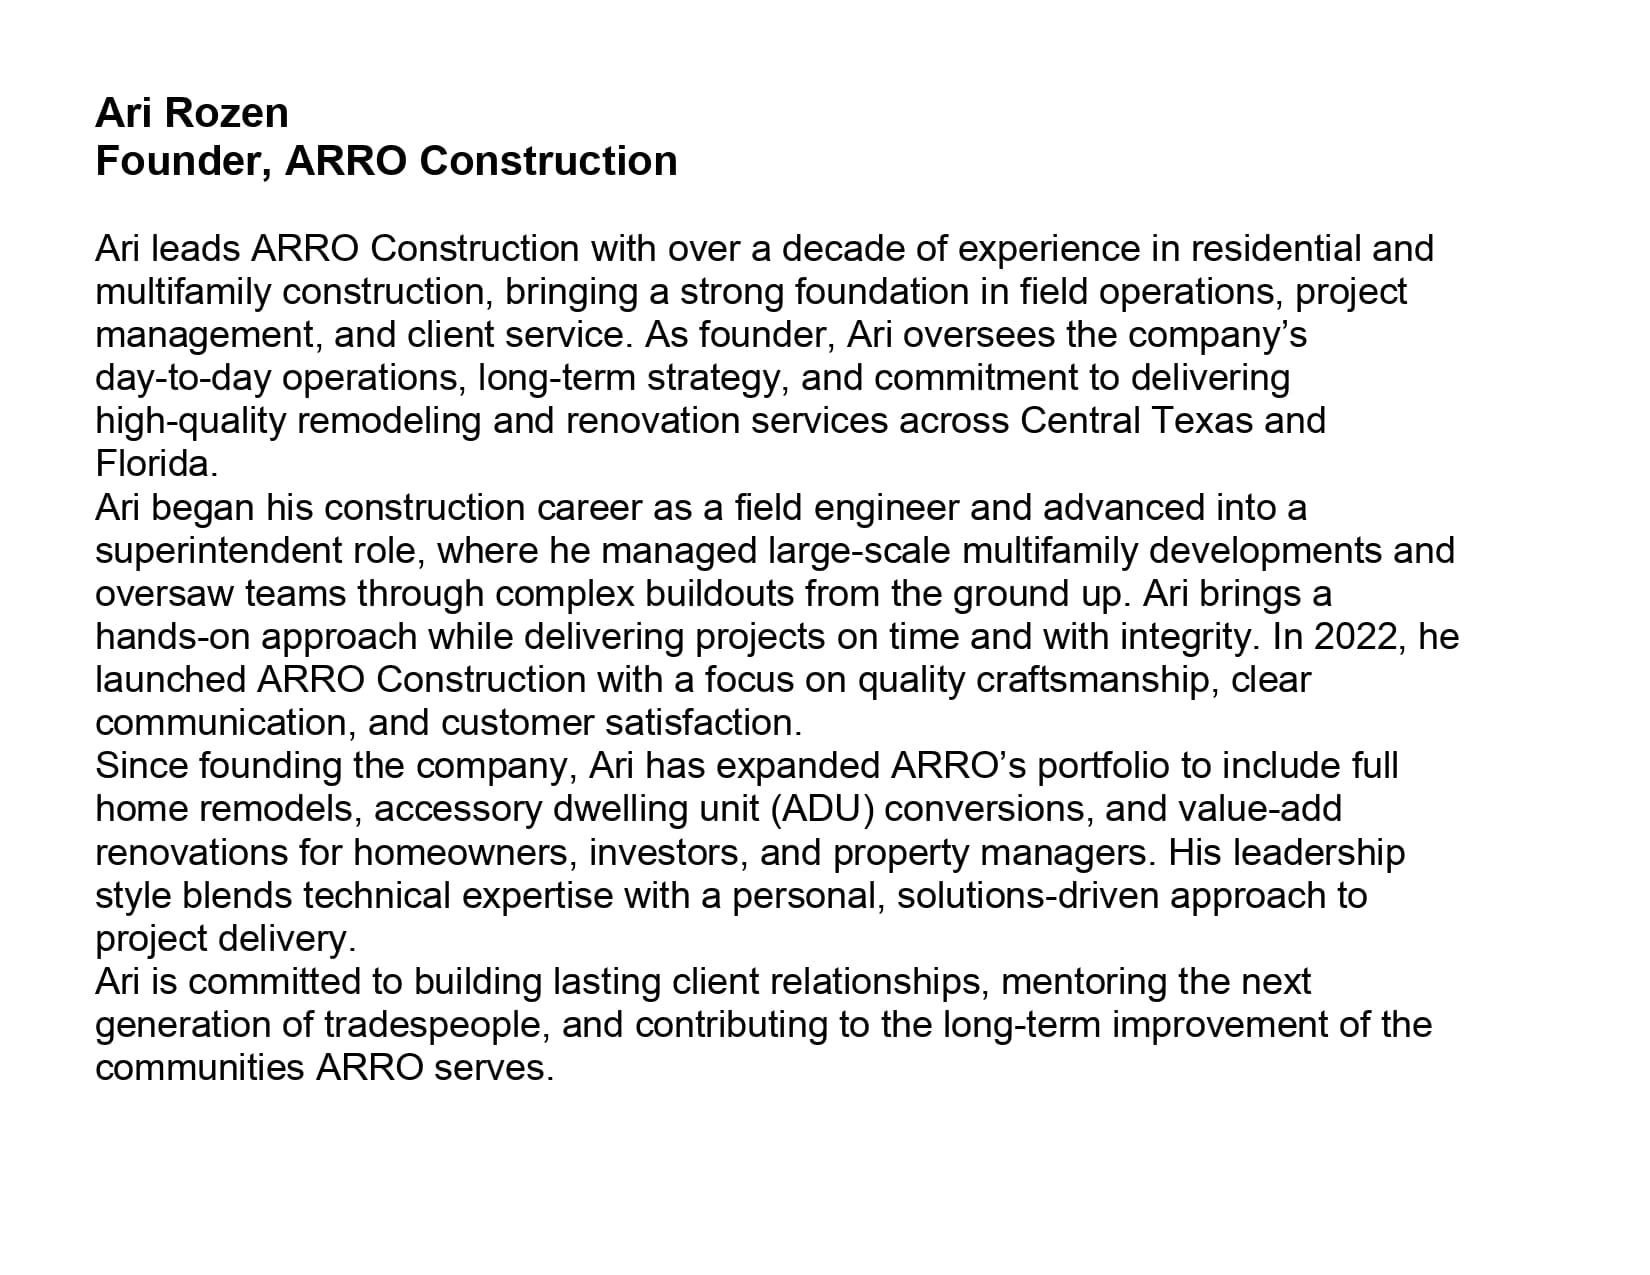 Ari Rozen
Founder, ARRO Construction
Ari leads ARRO Construction with over a decade of experience in residential and
multifamily construction, bringing a strong foundation in field operations, project
management, and client service. As founder, Ari oversees the company’s
day-to-day operations, long-term strategy, and commitment to delivering
high-quality remodeling and renovation services across Central Texas and
Florida.
Ari began his construction career as a field engineer and advanced into a
superintendent role, where he managed large-scale multifamily developments and
oversaw teams through complex buildouts from the ground up. Ari brings a
hands-on approach while delivering projects on time and with integrity. In 2022, he
launched ARRO Construction with a focus on quality craftsmanship, clear
communication, and customer satisfaction.
Since founding the company, Ari has expanded ARRO’s portfolio to include full
home remodels, accessory dwelling unit (ADU) conversions, and value-add
renovations for homeowners, investors, and property managers. His leadership
style blends technical expertise with a personal, solutions-driven approach to
project delivery.
Ari is committed to building lasting client relationships, mentoring the next
generation of tradespeople, and contributing to the long-term improvement of the
communities ARRO serves.